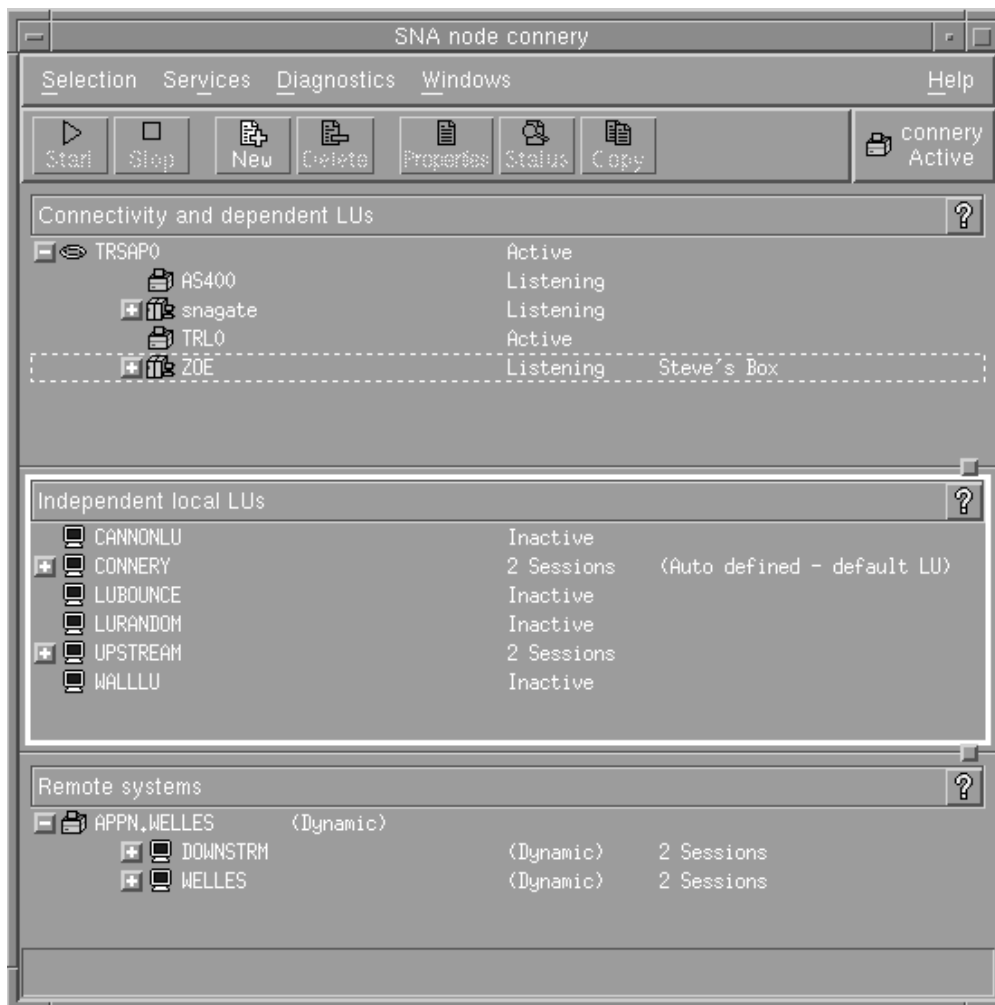 SNA node connery
Selection Services Diagnostics Windows Help
Start Stop New Delete Properties Status Copy connery Active
Connectivity and dependent LUs ?
TRSAP0 Active
AS400 Listening
snagate Listening
TRL0 Active
ZOE Listening Steve's Box
Independent local LUs ?
CANNONLU Inactive
CONNERY 2 Sessions (Auto defined - default LU)
LUBOUNCE Inactive
LURANDOM Inactive
UPSTREAM 2 Sessions
WALLLU Inactive
Remote systems ?
APPN.WELLES (Dynamic)
DOWNSTRM (Dynamic) 2 Sessions
WELLES (Dynamic) 2 Sessions